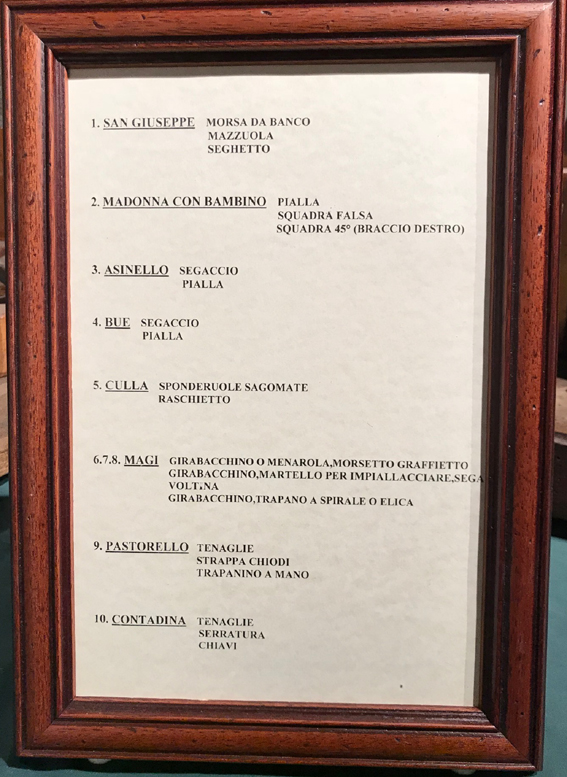 1. SAN GIUSEPPE MORSA DA BANCO
MAZZUOLA
SEGHETTO
2. MADONNA CON BAMBINO PIALLA
SQUADRA FALSA
SQUADRA 45° (BRACCIO DESTRO)
3. ASINELLO SEGACCIO
PIALLA
4. BUE SEGACCIO
PIALLA
5. CULLA SPONDERUOLE SAGOMATE
RASCHIETTO
6.7.8. MAGI GIRABACCHINO O MENAROLA,MORSETTO GRAFFIETTO
GIRABACCHINO,MARTELLO PER IMPIALLACCIARE,SEGA
VOLTINA
GIRABACCHINO,TRAPANO A SPIRALE O ELICA
9. PASTORELLO TENAGLIE
STRAPPA CHIODI
TRAPANINO A MANO
10. CONTADINA TENAGLIE
SERRATURA
CHIAVI